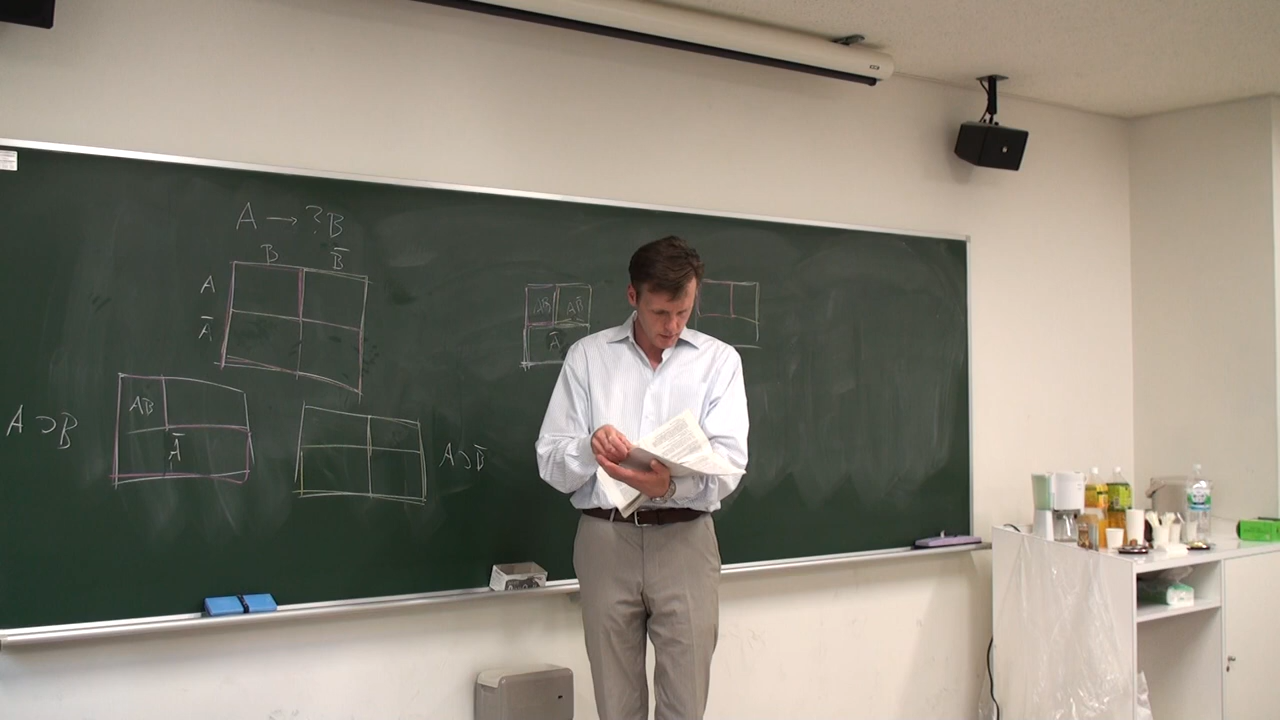 A → ? B
B B̅
A
A̅
AB AB̅
A̅
A ⊃ B
AB
A̅
A ⊃ B̅